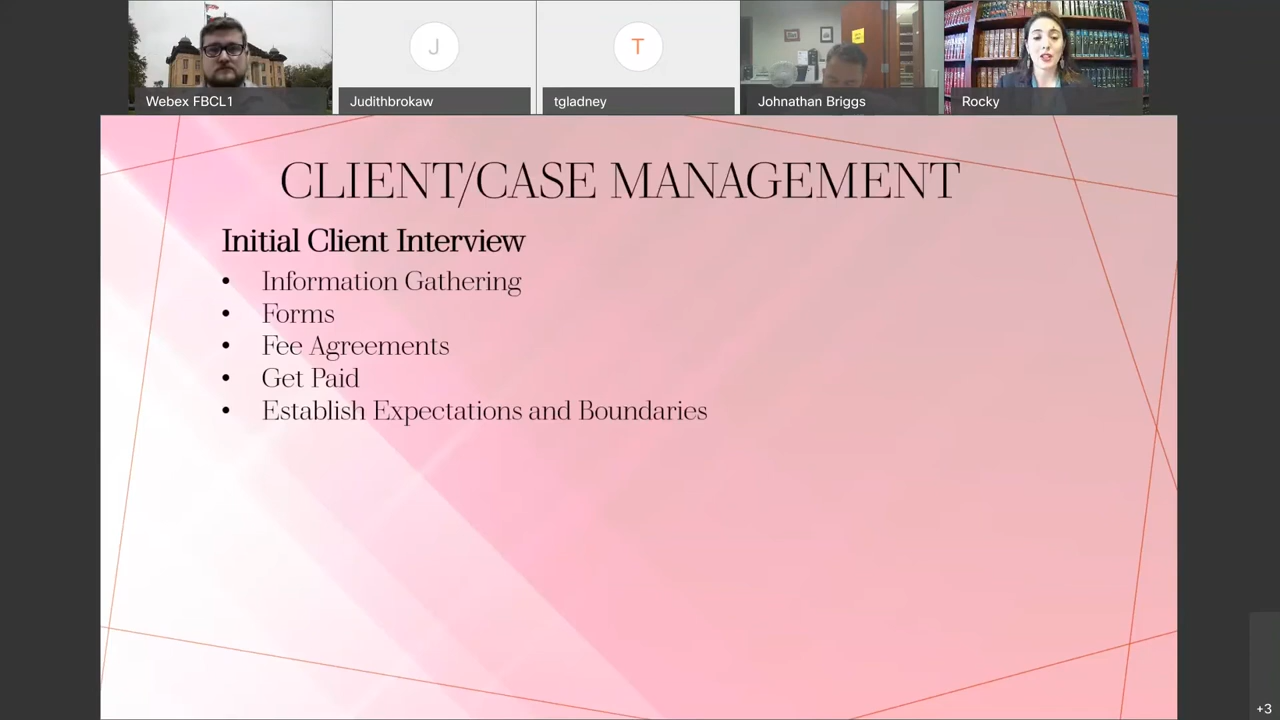 J
T
Webex FBCL1
Judithbrokaw
tgladney
Johnathan Briggs
Rocky
CLIENT/CASE MANAGEMENT
Initial Client Interview
• Information Gathering
• Forms
• Fee Agreements
• Get Paid
• Establish Expectations and Boundaries
+3